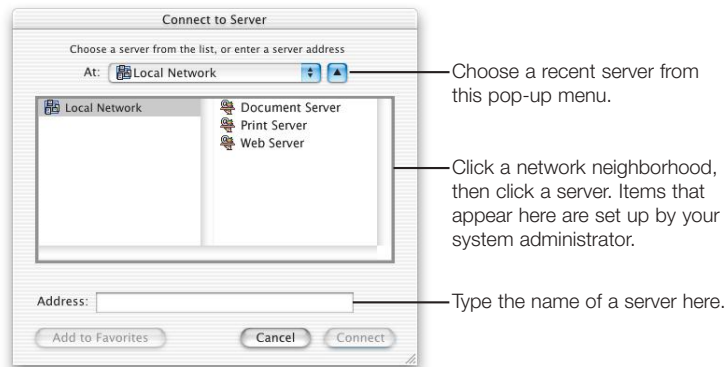 Connect to Server
Choose a server from the list, or enter a server address
At: Local Network
Choose a recent server from
this pop-up menu.
Local Network
Document Server
Print Server
Web Server
Click a network neighborhood,
then click a server. Items that
appear here are set up by your
system administrator.
Address:
Type the name of a server here.
Add to Favorites
Cancel
Connect